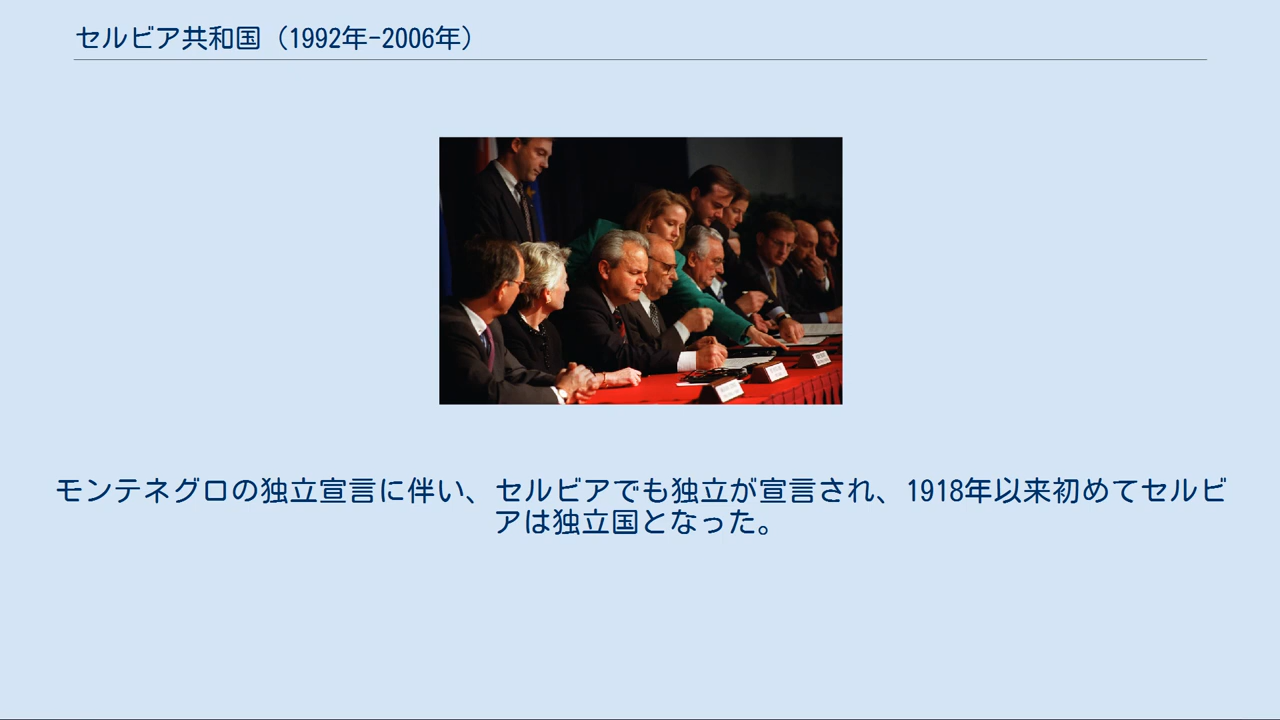 セルビア共和国（1992年-2006年）
モンテネグロの独立宣言に伴い、セルビアでも独立が宣言され、1918年以来初めてセルビ
アは独立国となった。